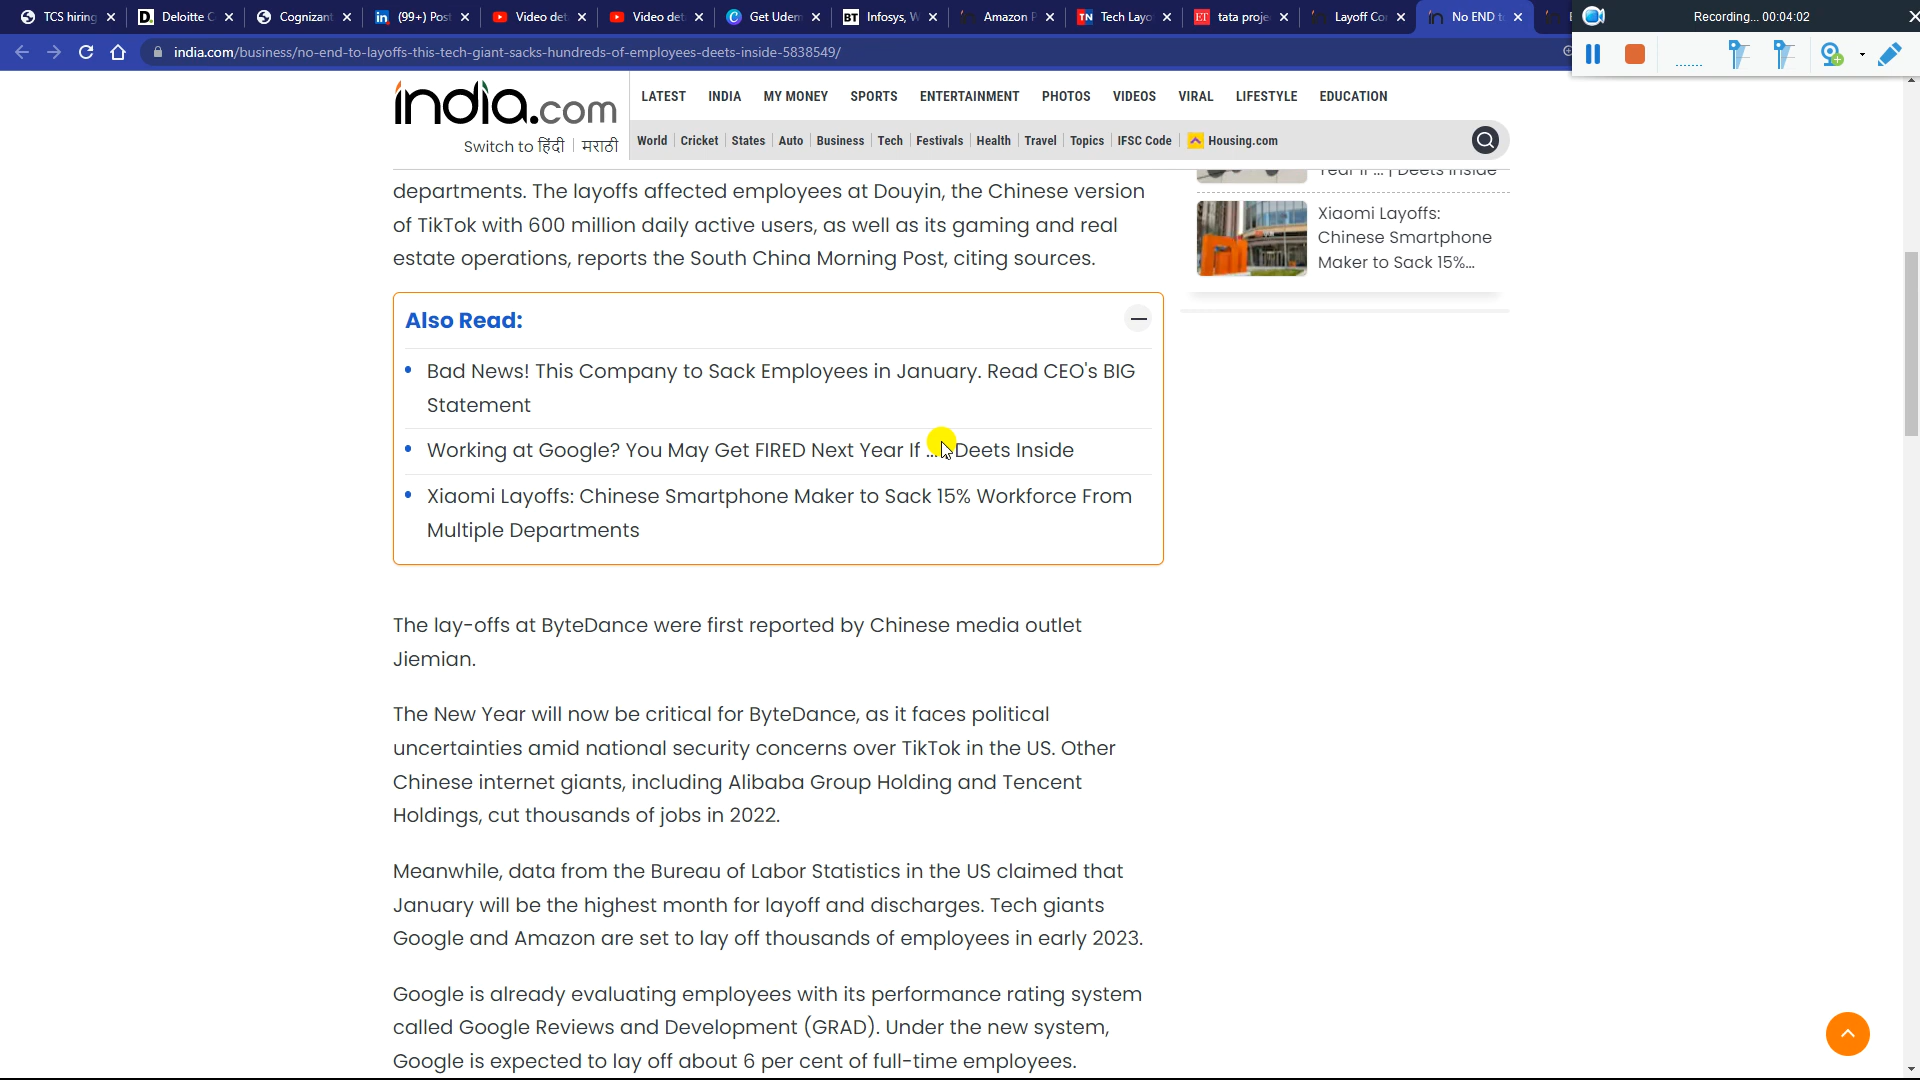 TCS hiring
Deloitte C
Cognizant
(99+) Pos
Video de
Video de
Get Udem
BT Infosys, W
Amazon P
TN Tech Layo
ET tata proje
Layoff Co
No END t
Recording... 00:04:02
india.com/business/no-end-to-layoffs-this-tech-giant-sacks-hundreds-of-employees-deets-inside-5838549/
india.com
Switch to हिंदी मराठी
LATEST INDIA MY MONEY SPORTS ENTERTAINMENT PHOTOS VIDEOS VIRAL LIFESTYLE EDUCATION
World Cricket States Auto Business Tech Festivals Health Travel Topics IFSC Code Housing.com
departments. The layoffs affected employees at Douyin, the Chinese version
of TikTok with 600 million daily active users, as well as its gaming and real
estate operations, reports the South China Morning Post, citing sources.
Year If ... | Deets Inside
Xiaomi Layoffs:
Chinese Smartphone
Maker to Sack 15%...
Also Read:
Bad News! This Company to Sack Employees in January. Read CEO's BIG
Statement
Working at Google? You May Get FIRED Next Year If ... Deets Inside
Xiaomi Layoffs: Chinese Smartphone Maker to Sack 15% Workforce From
Multiple Departments
The lay-offs at ByteDance were first reported by Chinese media outlet
Jiemian.
The New Year will now be critical for ByteDance, as it faces political
uncertainties amid national security concerns over TikTok in the US. Other
Chinese internet giants, including Alibaba Group Holding and Tencent
Holdings, cut thousands of jobs in 2022.
Meanwhile, data from the Bureau of Labor Statistics in the US claimed that
January will be the highest month for layoff and discharges. Tech giants
Google and Amazon are set to lay off thousands of employees in early 2023.
Google is already evaluating employees with its performance rating system
called Google Reviews and Development (GRAD). Under the new system,
Google is expected to lay off about 6 per cent of full-time employees.